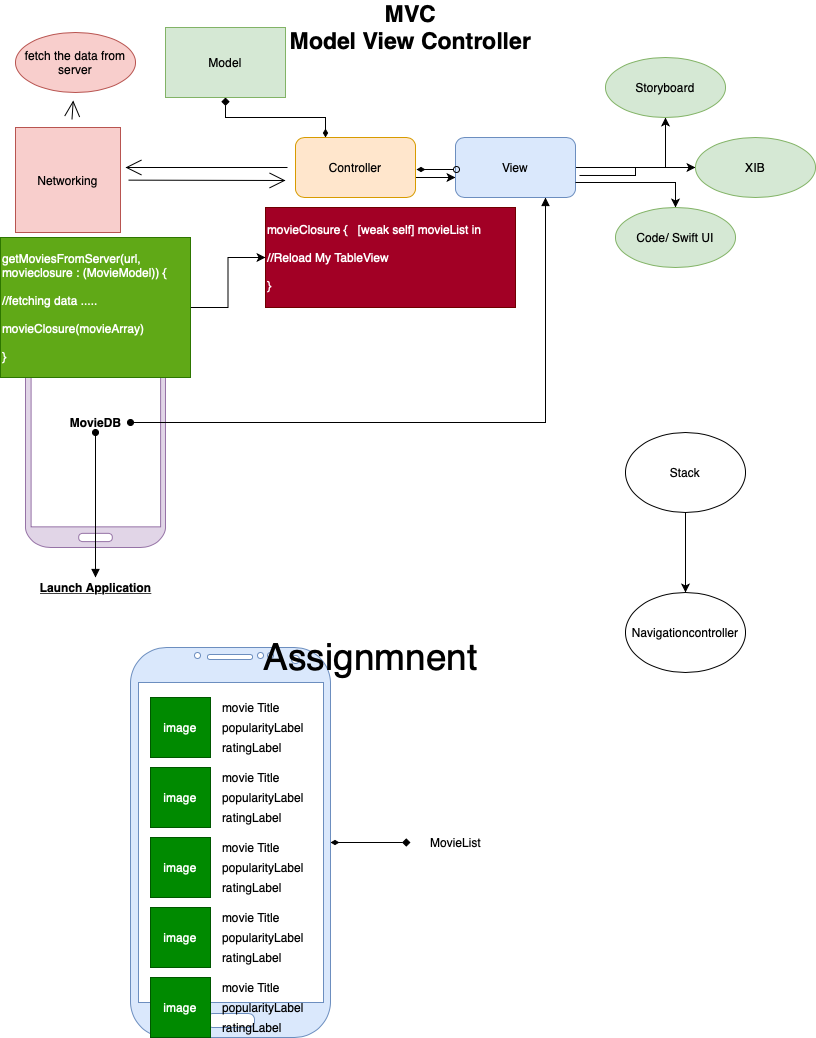 MVC
Model View Controller
fetch the data from
server
Model
Storyboard
Networking
Controller
View
XIB
Code/ Swift UI
movieClosure {   [weak self] movieList in
//Reload My TableView
}
getMoviesFromServer(url,
movieclosure : (MovieModel)) {
//fetching data .....
movieClosure(movieArray)
}
MovieDB
Stack
Launch Application
Navigationcontroller
Assignmnent
image
movie Title
popularityLabel
ratingLabel
image
movie Title
popularityLabel
ratingLabel
image
movie Title
popularityLabel
ratingLabel
MovieList
image
movie Title
popularityLabel
ratingLabel
image
movie Title
popularityLabel
ratingLabel